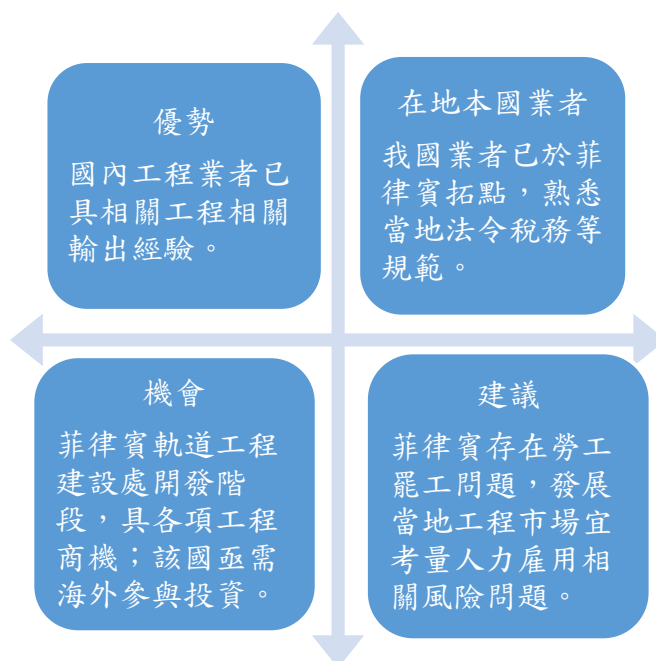 優勢
國內工程業者已
具相關工程相關
輸出經驗。
在地本國業者
我國業者已於菲
律賓拓點，熟悉
當地法令稅務等
規範。
機會
菲律賓軌道工程
建設處開發階
段，具各項工程
商機；該國亟需
海外參與投資。
建議
菲律賓存在勞工
罷工問題，發展
當地工程市場宜
考量人力雇用相
關風險問題。